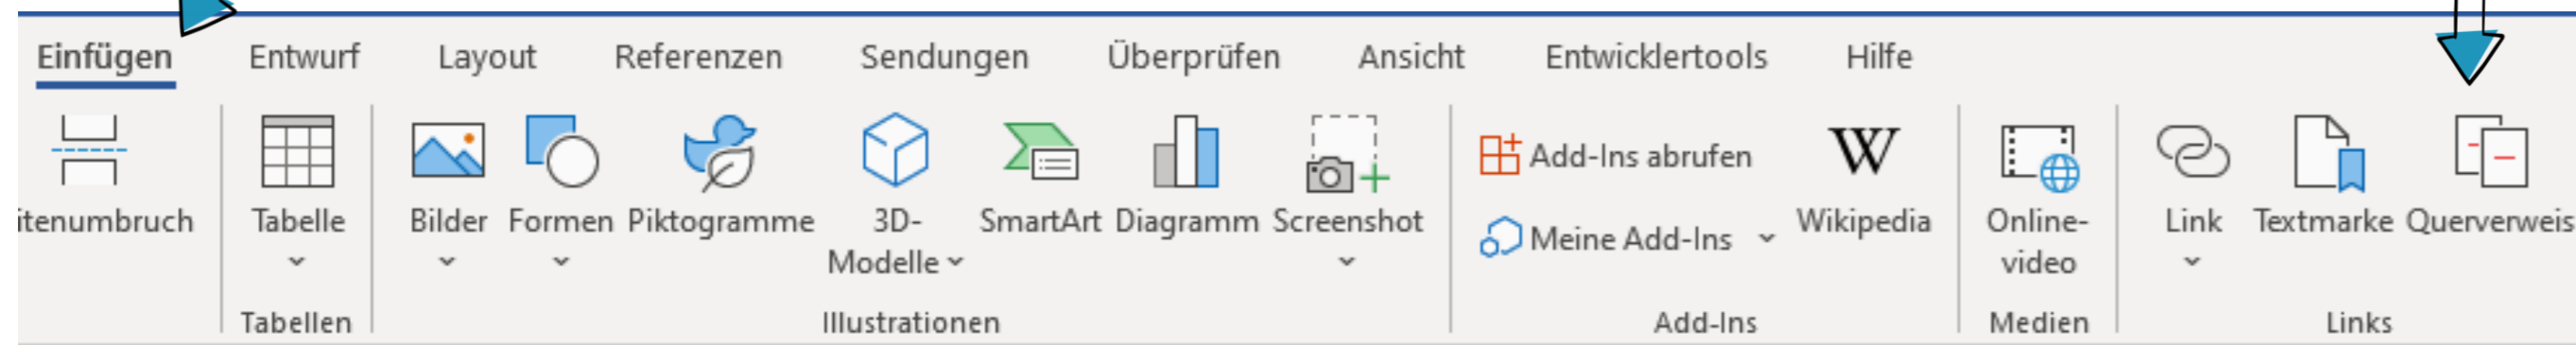 Einfügen Entwurf Layout Referenzen Sendungen Überprüfen Ansicht Entwicklertools Hilfe
itenumbruch
Tabelle
Tabellen
Bilder Formen Piktogramme 3D-Modelle SmartArt Diagramm Screenshot
Illustrationen
Add-Ins abrufen
Meine Add-Ins
W
Wikipedia
Add-Ins
Online-
video
Medien
Link Textmarke Querverweis
Links